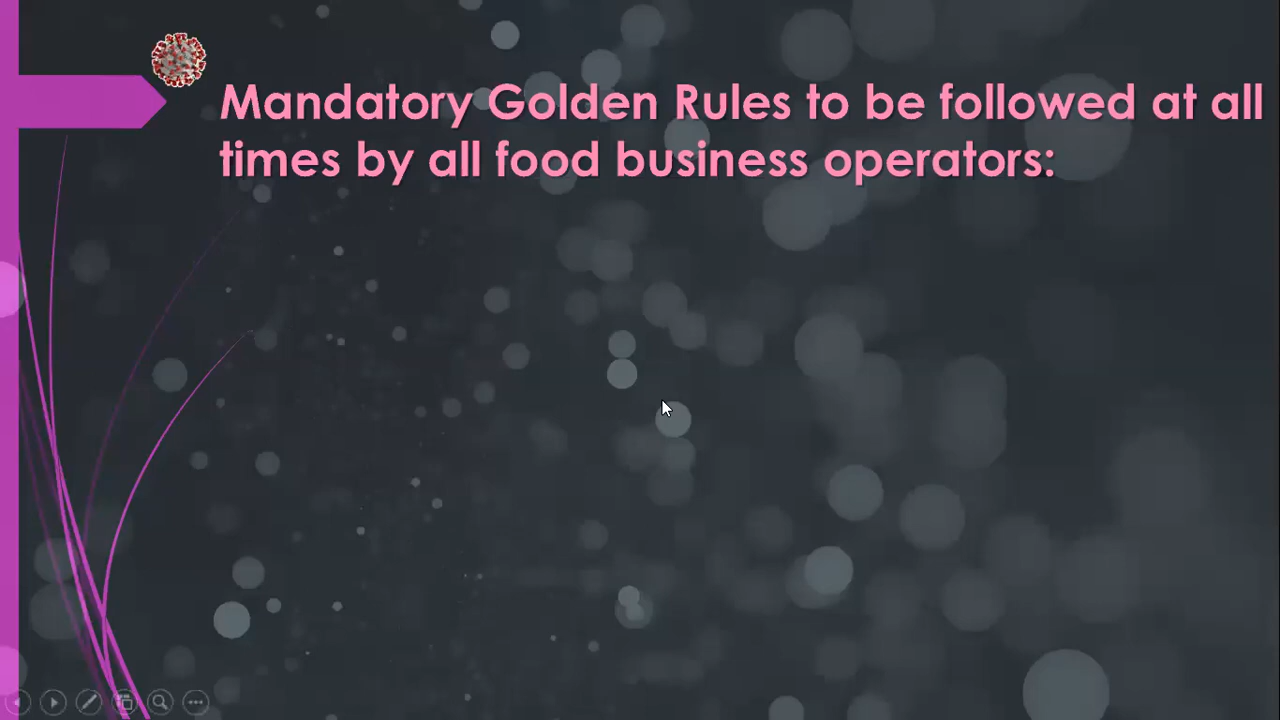 Mandatory Golden Rules to be followed at all
times by all food business operators: